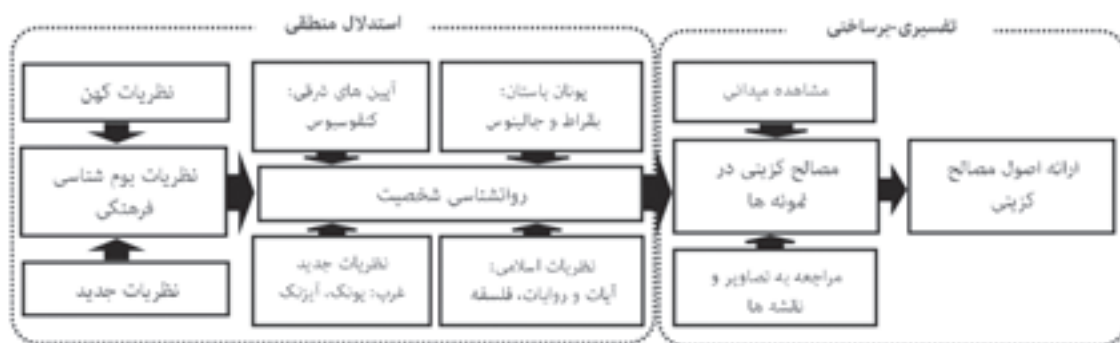 تفسیری-برساختی
استدلال منطقی
نظریات کهن
آیین های شرقی:
کنفوسیوس
یونان باستان:
بقراط و جالینوس
مشاهده میدانی
نظریات بوم شناسی
فرهنگی
روانشناسی شخصیت
مصالح گزینی در
نمونه ها
ارائه اصول مصالح
گزینی
نظریات جدید
نظریات جدید
غرب: یونگ، آیزنک
نظریات اسلامی:
آیات و روایات، فلسفه
مراجعه به تصاویر و
نقشه ها